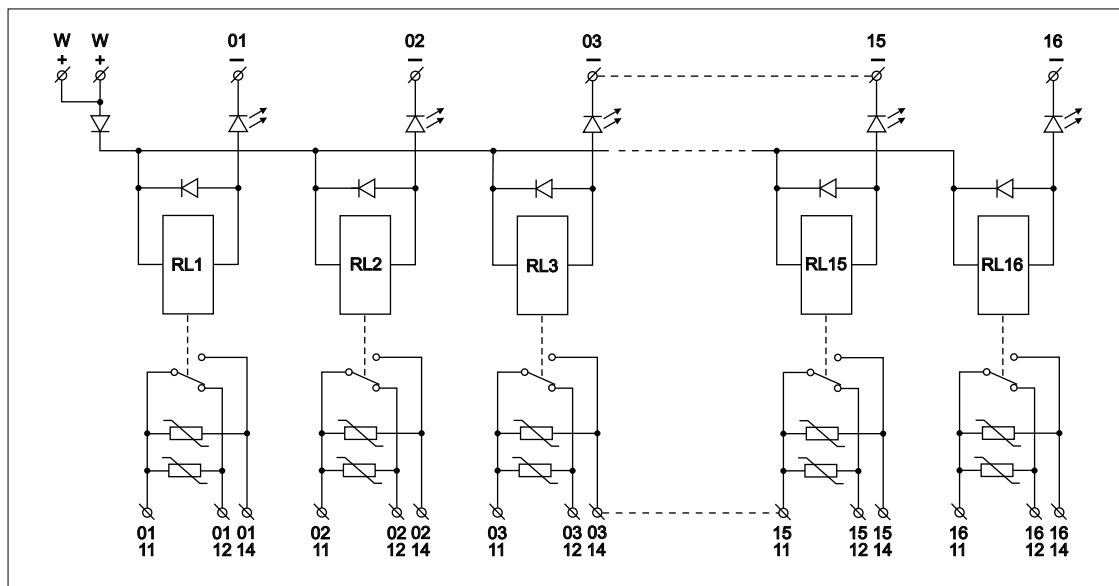 W W 01 02 03 15 16
+ + – – – – –
RL1 RL2 RL3 RL15 RL16
01 01 01 02 02 02 03 03 03 15 15 15 16 16 16
11 12 14 11 12 14 11 12 14 11 12 14 11 12 14